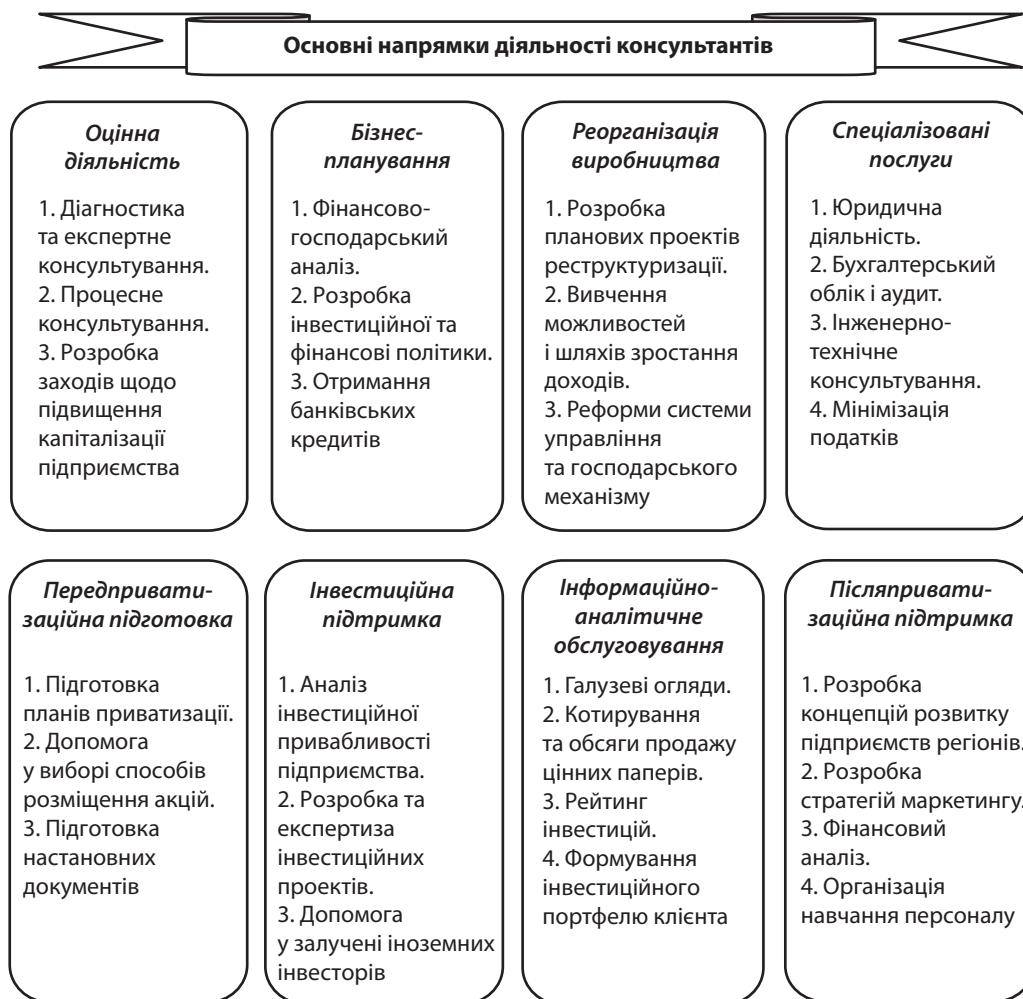 Основні напрямки діяльності консультантів
Оцінна
діяльність
1. Діагностика
та експертне
консультування.
2. Процесне
консультування.
3. Розробка
заходів щодо
підвищення
капіталізації
підприємства
Бізнес-
планування
1. Фінансово-
господарський
аналіз.
2. Розробка
інвестиційної та
фінансові політики.
3. Отримання
банківських
кредитів
Реорганізація
виробництва
1. Розробка
планових проектів
реструктуризації.
2. Вивчення
можливостей
і шляхів зростання
доходів.
3. Реформи системи
управління
та господарського
механізму
Спеціалізовані
послуги
1. Юридична
діяльність.
2. Бухгалтерський
облік і аудит.
3. Інженерно-
технічне
консультування.
4. Мінімізація
податків
Передпривати-
заційна підготовка
1. Підготовка
планів приватизації.
2. Допомога
у виборі способів
розміщення акцій.
3. Підготовка
настановних
документів
Інвестиційна
підтримка
1. Аналіз
інвестиційної
привабливості
підприємства.
2. Розробка та
експертиза
інвестиційних
проектів.
3. Допомога
у залучені іноземних
інвесторів
Інформаційно-
аналітичне
обслуговування
1. Галузеві огляди.
2. Котирування
та обсяги продажу
цінних паперів.
3. Рейтинг
інвестицій.
4. Формування
інвестиційного
портфелю клієнта
Післяпривати-
заційна підтримка
1. Розробка
концепцій розвитку
підприємств регіонів.
2. Розробка
стратегій маркетингу.
3. Фінансовий
аналіз.
4. Організація
навчання персоналу